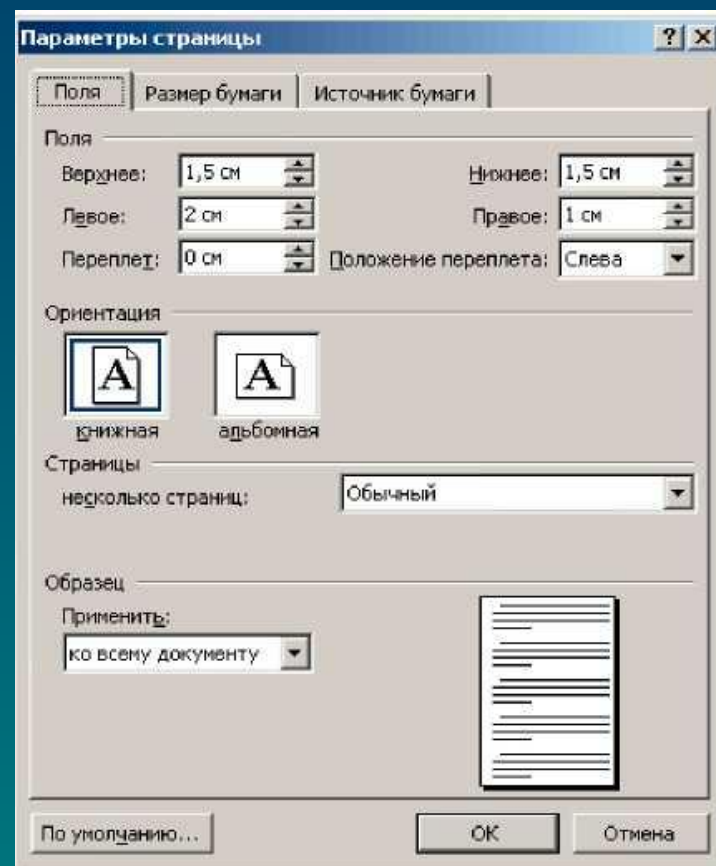 Параметры страницы
Поля Размер бумаги Источник бумаги
Поля
Верхнее: 1,5 см Нижнее: 1,5 см
Левое: 2 см Правое: 1 см
Переплет: 0 см Положение переплета: Слева
Ориентация
A A
книжная альбомная
Страницы
несколько страниц: Обычный
Образец
Применить:
ко всему документу
По умолчанию... ОК Отмена